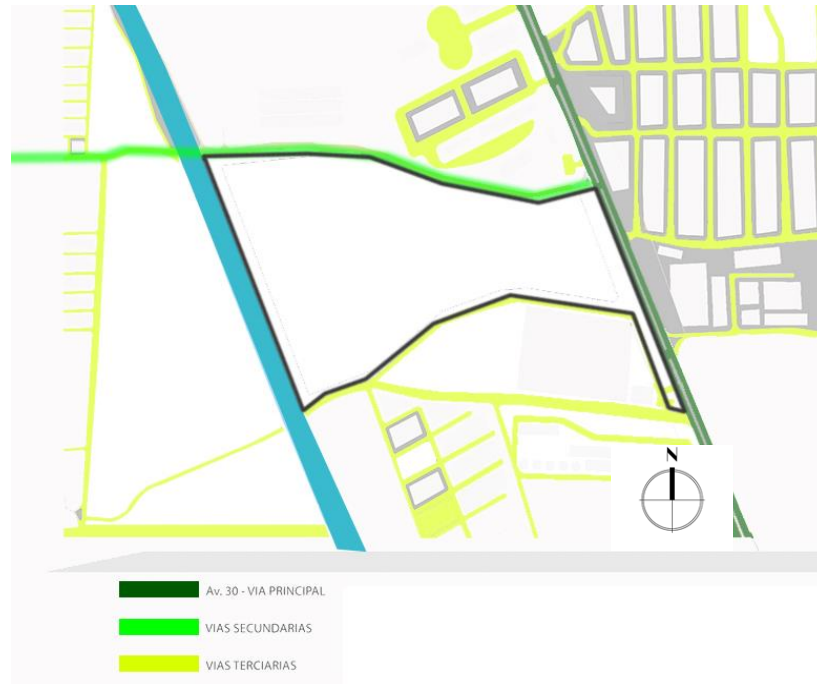 N
Av. 30 - VIA PRINCIPAL
VIAS SECUNDARIAS
VIAS TERCIARIAS